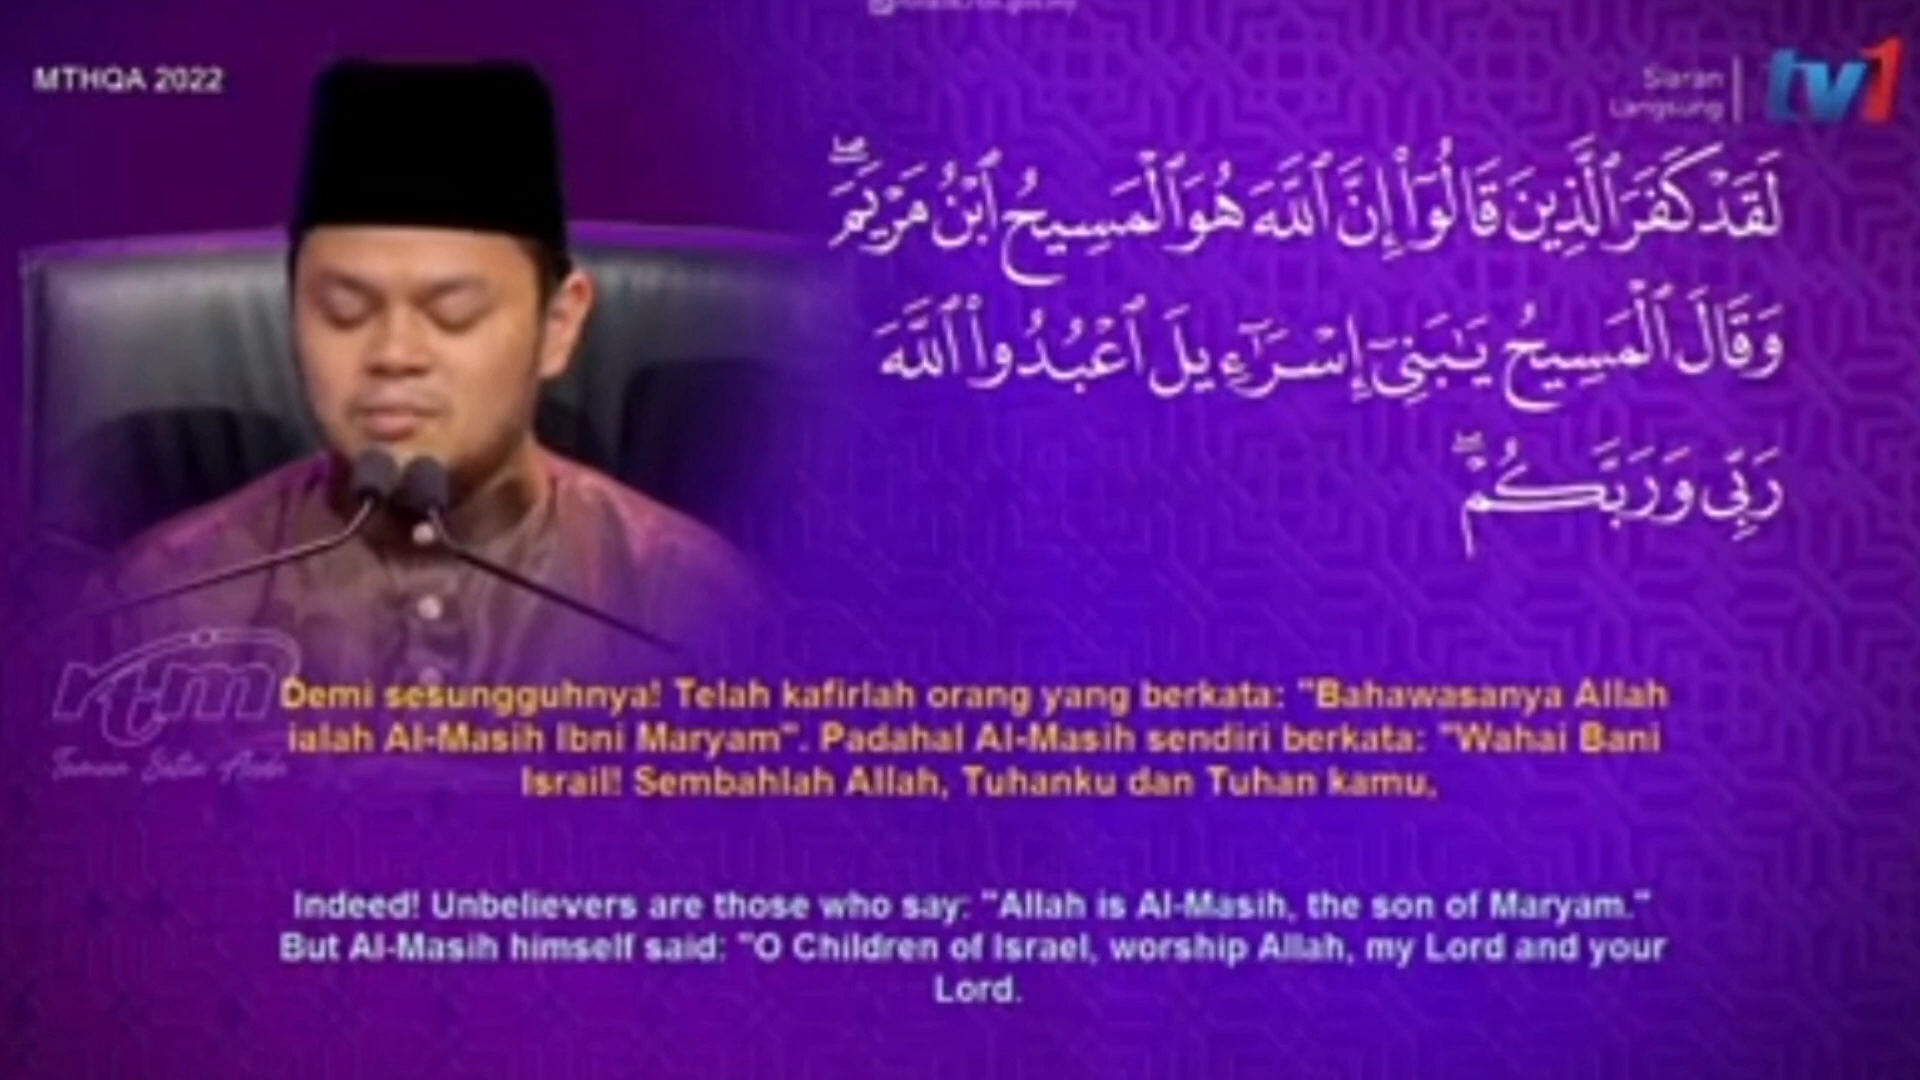 MTHQA 2022
Siaran
Langsung
tv1
لَقَدْ كَفَرَ ٱلَّذِينَ قَالُوٓا۟ إِنَّ ٱللَّهَ هُوَ ٱلْمَسِيحُ ٱبْنُ مَرْيَمَ ۖ
وَقَالَ ٱلْمَسِيحُ يَـٰبَنِىٓ إِسْرَٰٓءِيلَ ٱعْبُدُوا۟ ٱللَّهَ
رَبِّى وَرَبَّكُمْ ۖ
rtm
Teman Setia Anda
Demi sesungguhnya! Telah kafirlah orang yang berkata: "Bahawasanya Allah
ialah Al-Masih Ibni Maryam". Padahal Al-Masih sendiri berkata: "Wahai Bani
Israil! Sembahlah Allah, Tuhanku dan Tuhan kamu,
Indeed! Unbelievers are those who say: "Allah is Al-Masih, the son of Maryam."
But Al-Masih himself said: "O Children of Israel, worship Allah, my Lord and your
Lord.